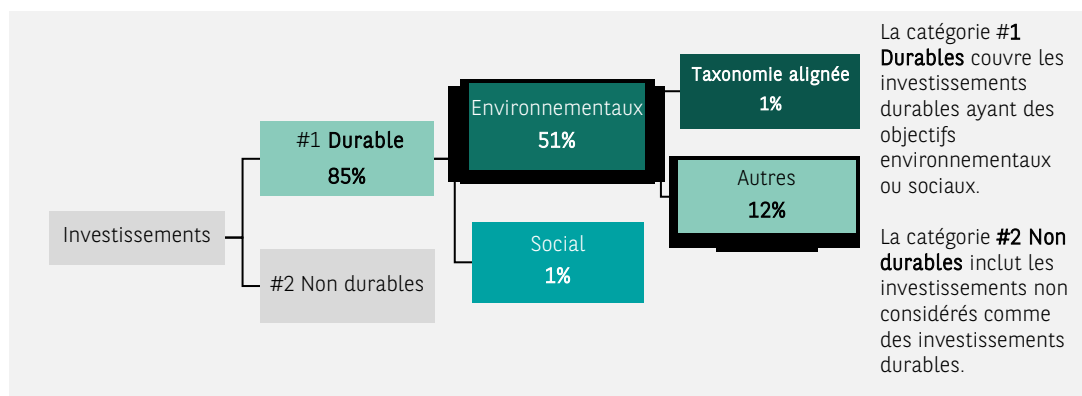 Investissements
#1 Durable
85%
#2 Non durables
Environnementaux
51%
Social
1%
Taxonomie alignée
1%
Autres
12%
La catégorie #1
Durables couvre les
investissements
durables ayant des
objectifs
environnementaux
ou sociaux.
La catégorie #2 Non
durables inclut les
investissements non
considérés comme
des investissements
durables.